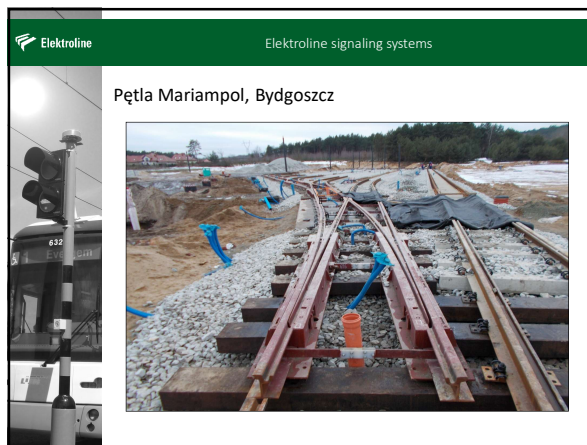 Elektroline
Elektroline signaling systems
Pętla Mariampol, Bydgoszcz
632